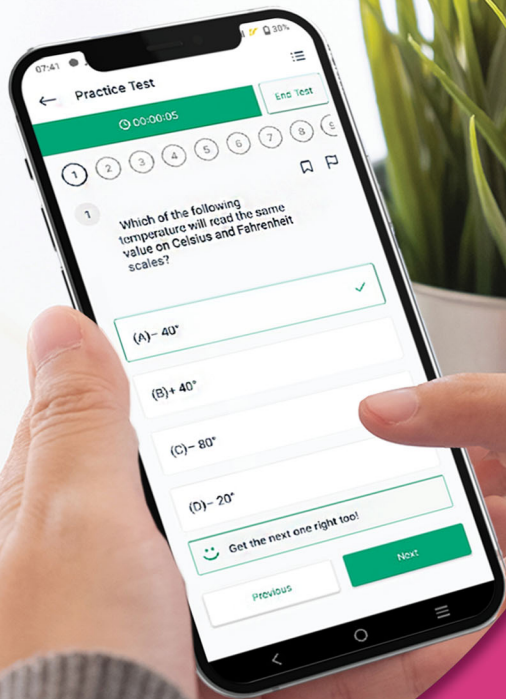 07:41
30%
Practice Test
00:00:05
End Test
1 2 3 4 5 6 7 8
1
Which of the following
temperature will read the same
value on Celsius and Fahrenheit
scales?
(A)– 40°
(B)+ 40°
(C)– 80°
(D)– 20°
Get the next one right too!
Previous
Next